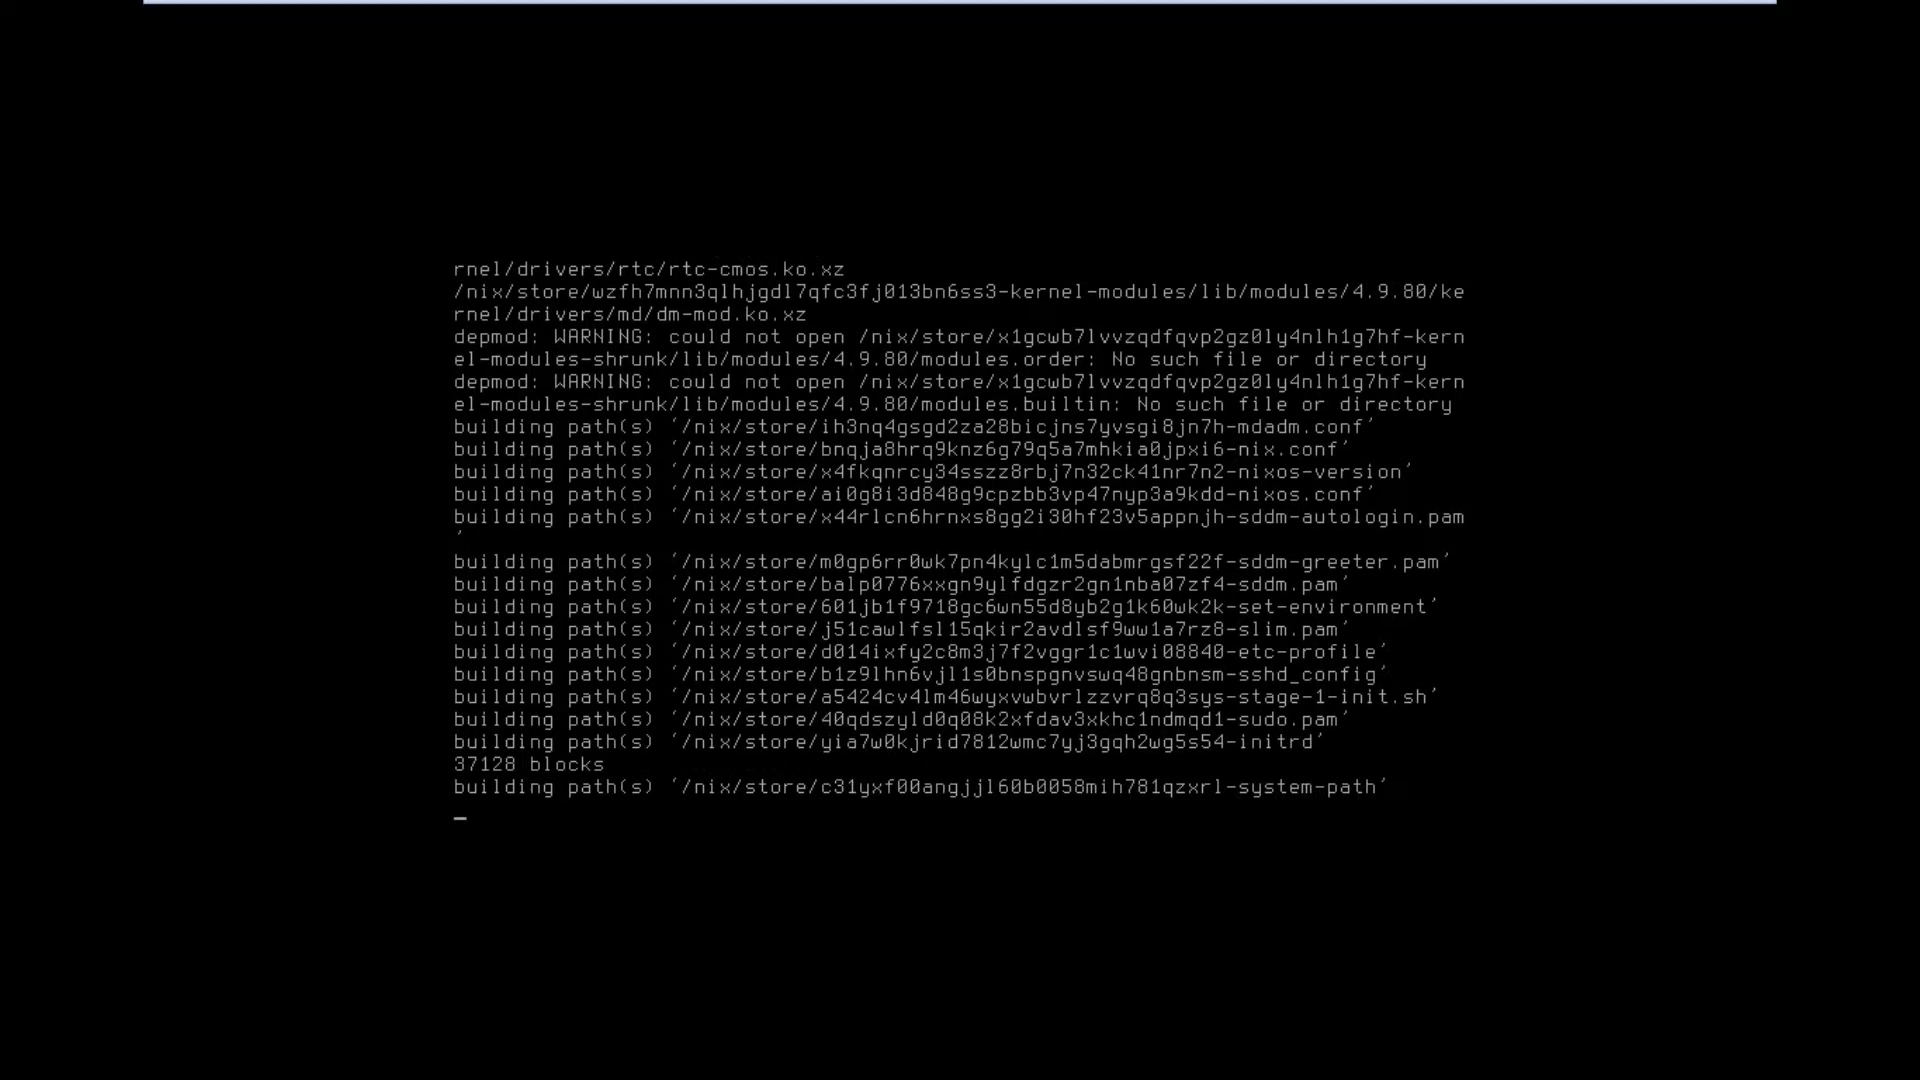 rnel/drivers/rtc/rtc-cmos.ko.xz
/nix/store/wzfh7mnn3qlhjgdl7qfc3fj013bn6ss3-kernel-modules/lib/modules/4.9.80/ke
rnel/drivers/md/dm-mod.ko.xz
depmod: WARNING: could not open /nix/store/x1gcwb7lvvzqdfqvp2gz0ly4nlh1g7hf-kern
el-modules-shrunk/lib/modules/4.9.80/modules.order: No such file or directory
depmod: WARNING: could not open /nix/store/x1gcwb7lvvzqdfqvp2gz0ly4nlh1g7hf-kern
el-modules-shrunk/lib/modules/4.9.80/modules.builtin: No such file or directory
building path(s) ‘/nix/store/ih3nq4gsgd2za28bicjns7yvsgi8jn7h-mdadm.conf’
building path(s) ‘/nix/store/bnqja8hrq9knz6g79q5a7mhkia0jpxi6-nix.conf’
building path(s) ‘/nix/store/x4fkqnrcy34sszz8rbj7n32ck41nr7n2-nixos-version’
building path(s) ‘/nix/store/ai0g8i3d848g9cpzbb3vp47nyp3a9kdd-nixos.conf’
building path(s) ‘/nix/store/x44rlcn6hrnxs8gg2i30hf23v5appnjh-sddm-autologin.pam
’
building path(s) ‘/nix/store/m0gp6rr0wk7pn4kylc1m5dabmrgsf22f-sddm-greeter.pam’
building path(s) ‘/nix/store/balp0776xxgn9ylfdgzr2gn1nba07zf4-sddm.pam’
building path(s) ‘/nix/store/601jb1f9718gc6wn55d8yb2g1k60wk2k-set-environment’
building path(s) ‘/nix/store/j51cawlfsl15qkir2avdlsf9ww1a7rz8-slim.pam’
building path(s) ‘/nix/store/d014ixfy2c8m3j7f2vggr1c1wvi08840-etc-profile’
building path(s) ‘/nix/store/b1z9lhn6vjl1s0bnspgnvswq48gnbnsm-sshd_config’
building path(s) ‘/nix/store/a5424cv4lm46wyxvwbvrlzzvrq8q3sys-stage-1-init.sh’
building path(s) ‘/nix/store/40qdszyld0q08k2xfdav3xkhc1ndmqd1-sudo.pam’
building path(s) ‘/nix/store/yia7w0kjrid7812wmc7yj3gqh2wg5s54-initrd’
37128 blocks
building path(s) ‘/nix/store/c31yxf00angjjl60b0058mih781qzxrl-system-path’